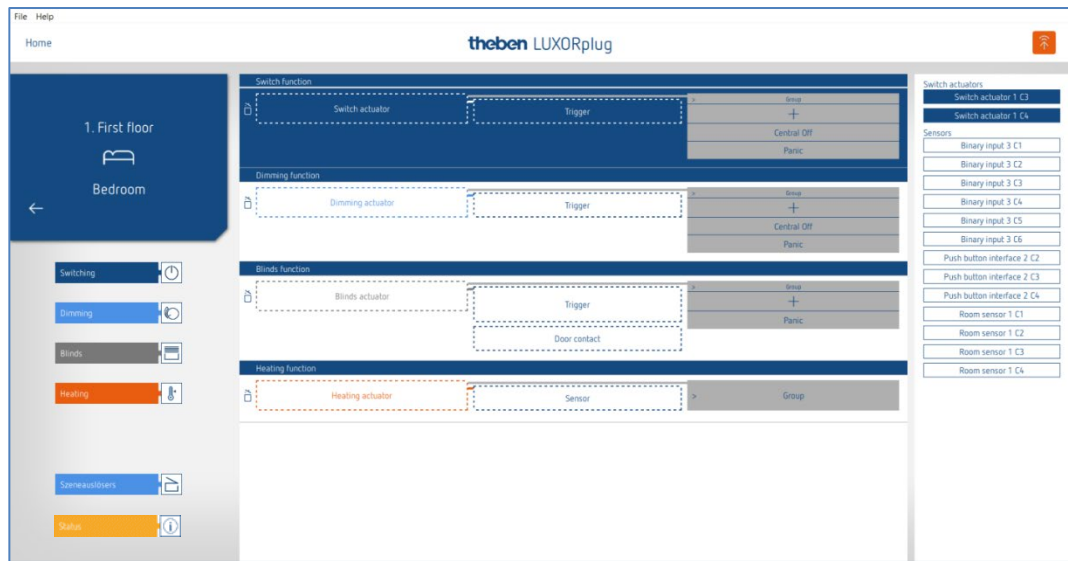 File Help
Home
theben LUXORplug
1. First floor
Bedroom
Switching
Dimming
Blinds
Heating
Szeneauslösers
Status
Switch function
Switch actuator
Trigger
> Group
+
Central Off
Panic
Dimming function
Dimming actuator
Trigger
> Group
+
Central Off
Panic
Blinds function
Blinds actuator
Trigger
Door contact
> Group
+
Panic
Heating function
Heating actuator
Sensor
> Group
Switch actuators
Switch actuator 1 C3
Switch actuator 1 C4
Sensors
Binary input 3 C1
Binary input 3 C2
Binary input 3 C3
Binary input 3 C4
Binary input 3 C5
Binary input 3 C6
Push button interface 2 C2
Push button interface 2 C3
Push button interface 2 C4
Room sensor 1 C1
Room sensor 1 C2
Room sensor 1 C3
Room sensor 1 C4